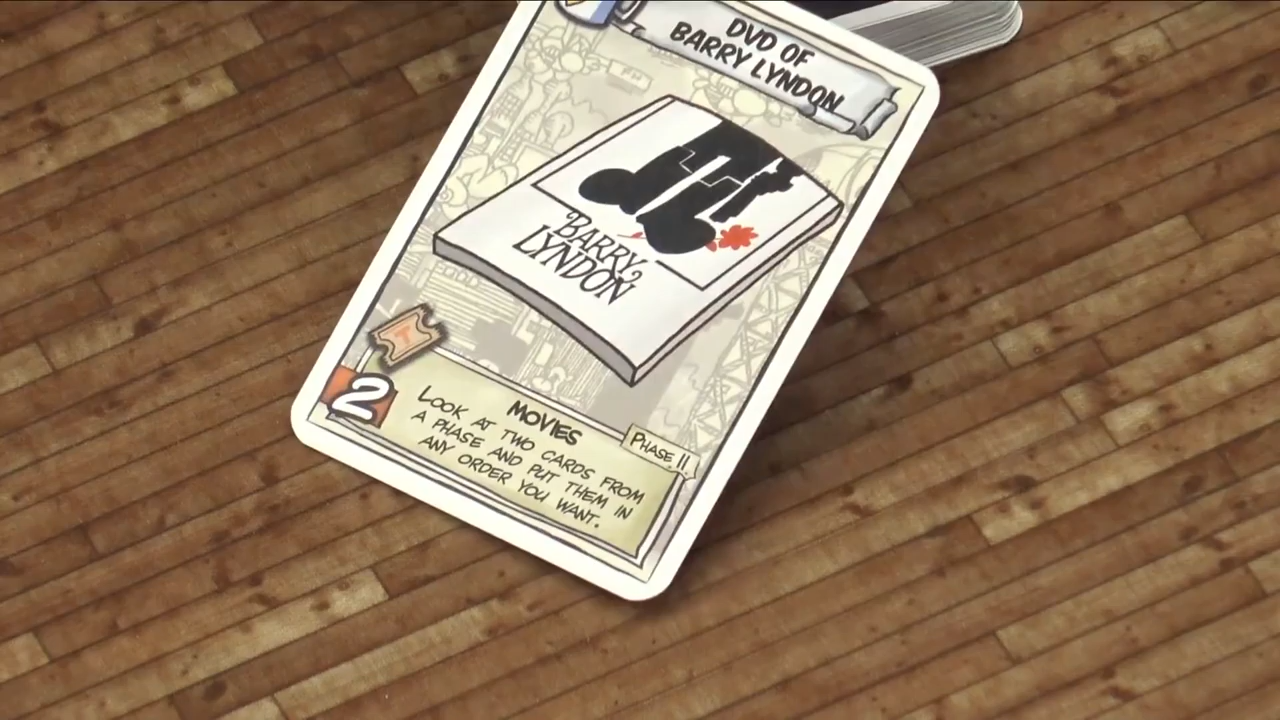 DVD OF
BARRY LYNDON
BARRY
LYNDON
2
MOVIES
PHASE II
LOOK AT TWO CARDS FROM
A PHASE AND PUT THEM IN
ANY ORDER YOU WANT.